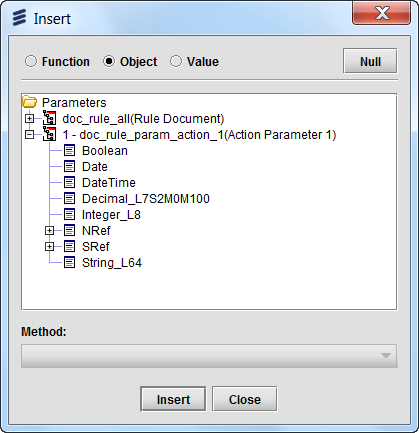 Insert
Function Object Value Null
Parameters
doc_rule_all(Rule Document)
1 - doc_rule_param_action_1(Action Parameter 1)
Boolean
Date
DateTime
Decimal_L7S2M0M100
Integer_L8
NRef
SRef
String_L64
Method:
Insert Close